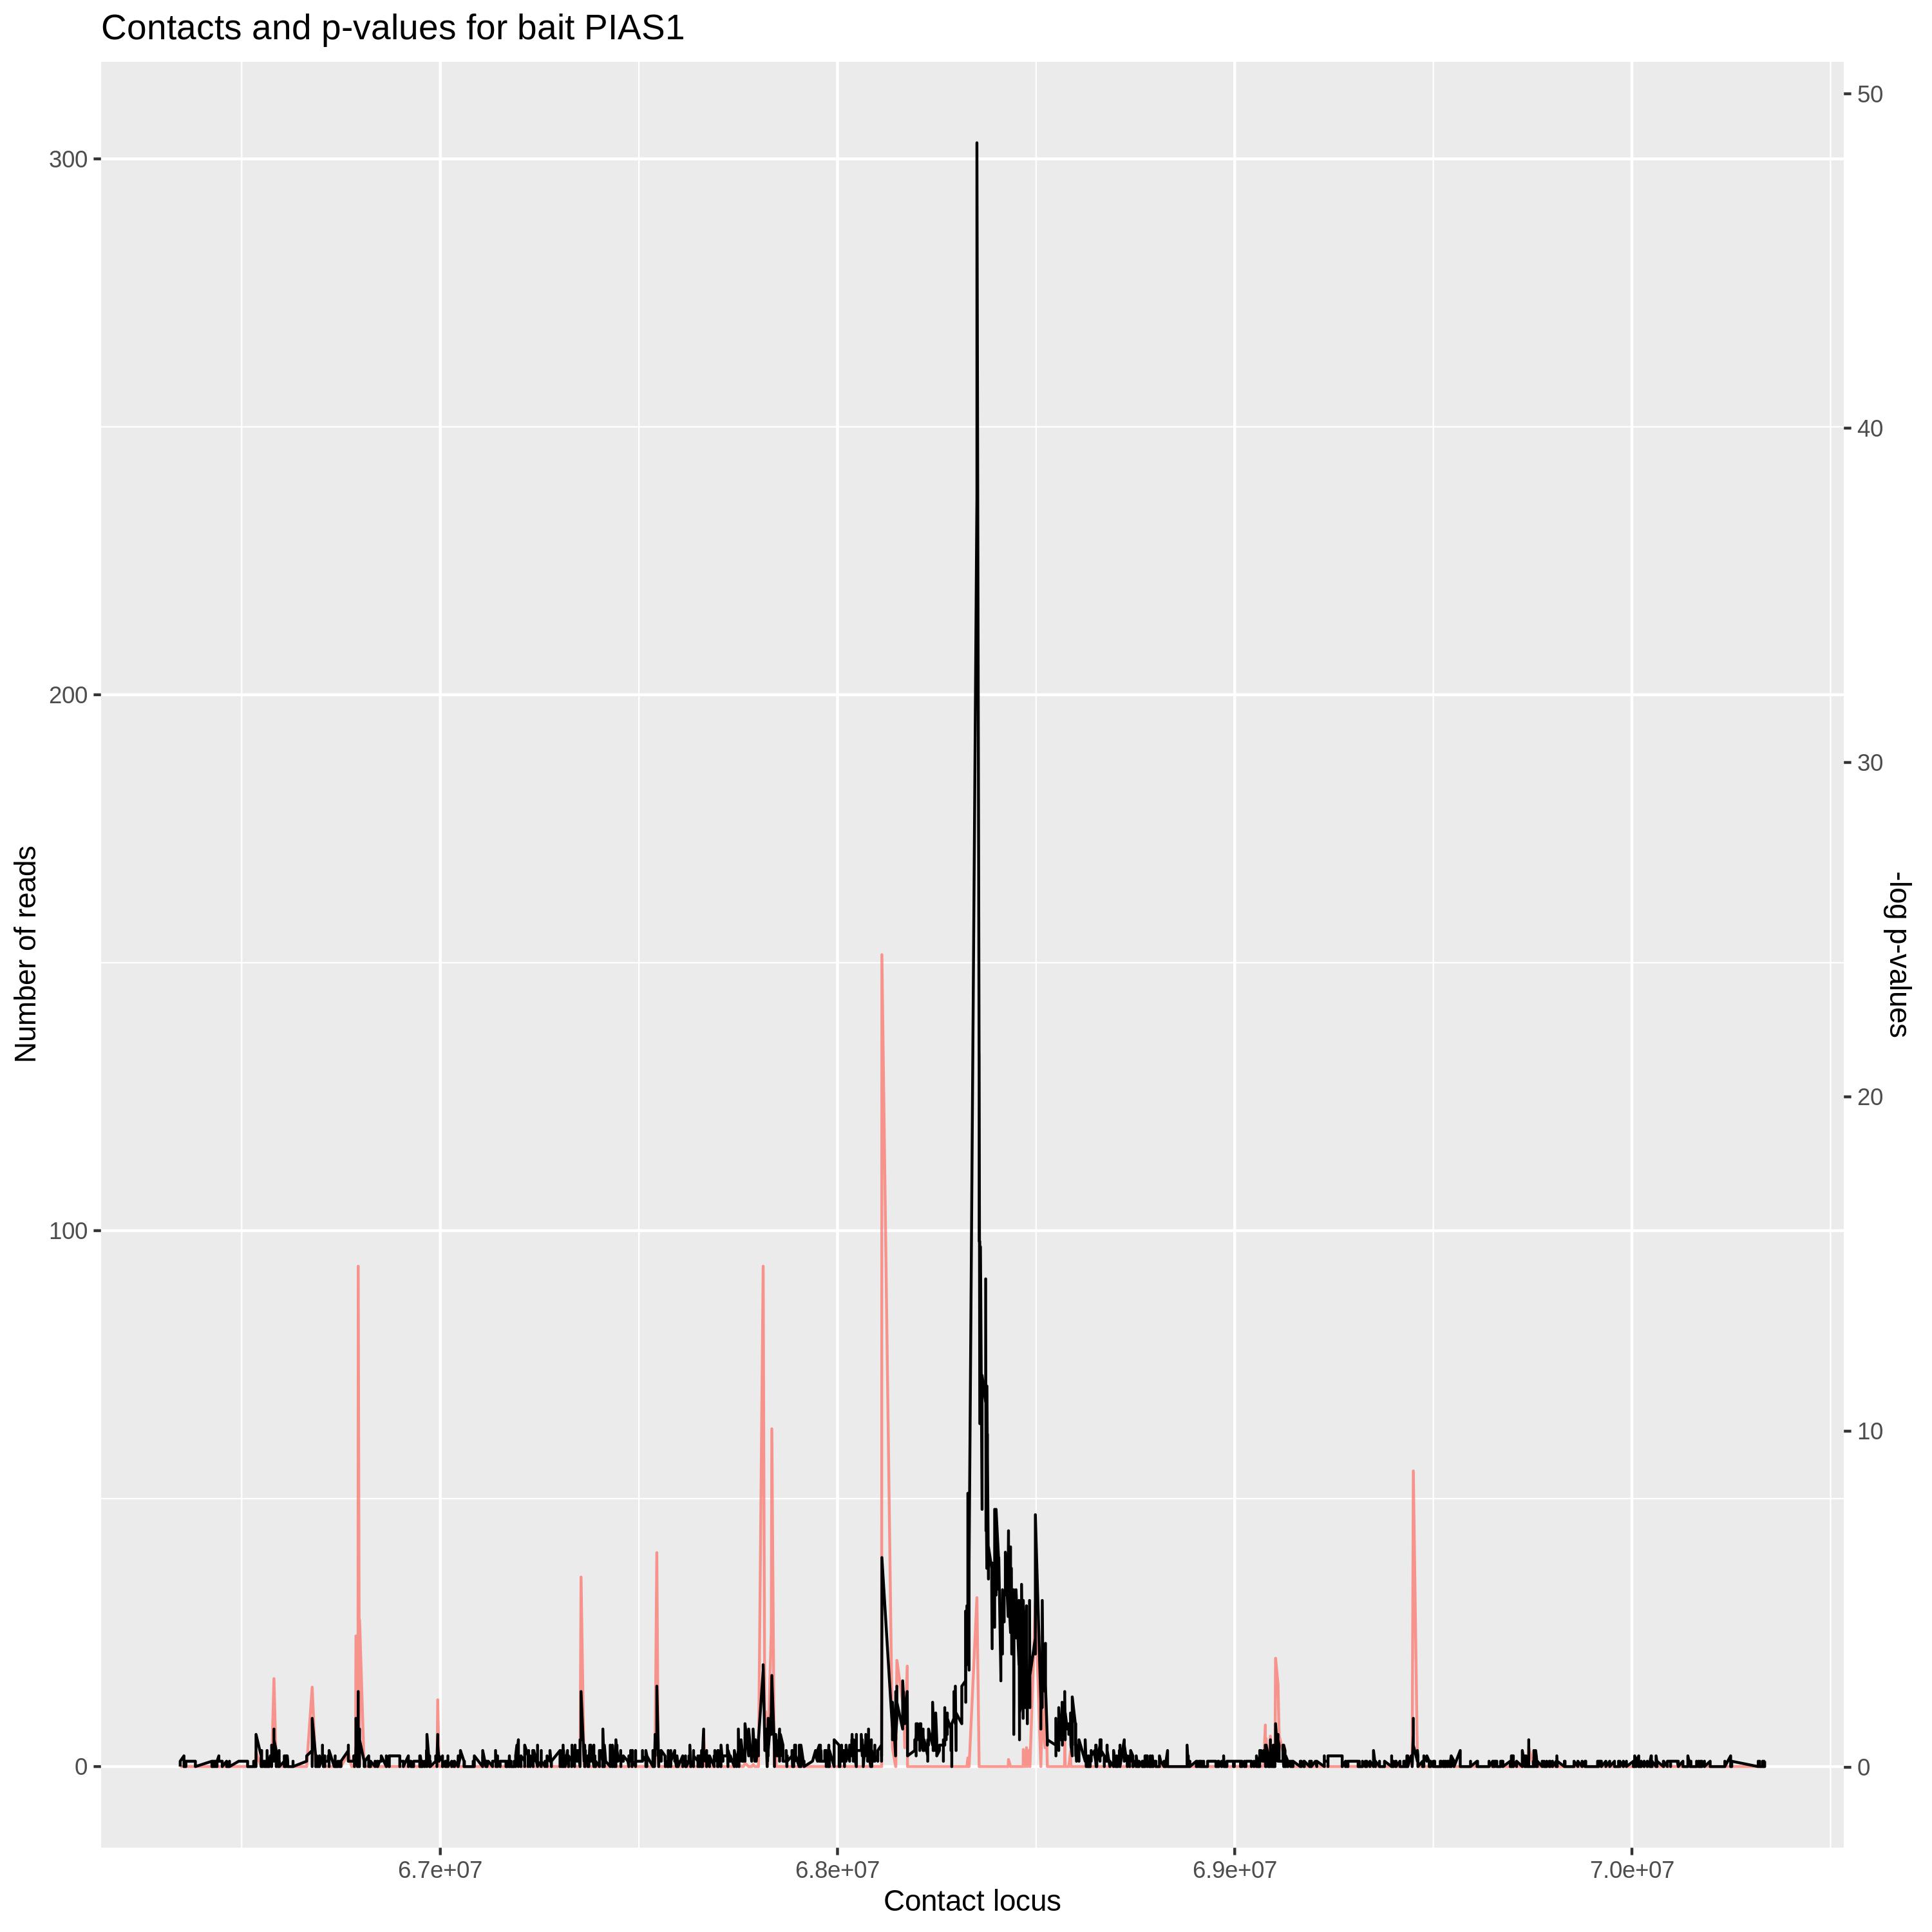 Contacts and p-values for bait PIAS1
Number of reads
300
200
100
0
50
40
30
20
10
0
-log p-values
6.7e+07
6.8e+07
6.9e+07
7.0e+07
Contact locus